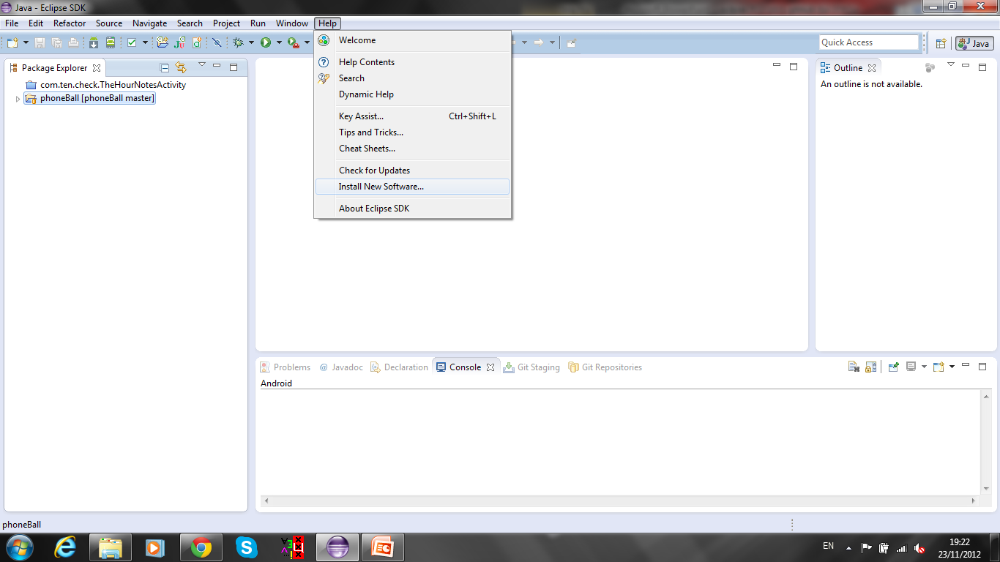 Java - Eclipse SDK
File Edit Refactor Source Navigate Search Project Run Window Help
Quick Access
Java
Welcome
Help Contents
Search
Dynamic Help
Key Assist... Ctrl+Shift+L
Tips and Tricks...
Cheat Sheets...
Check for Updates
Install New Software...
About Eclipse SDK
Package Explorer
com.ten.check.TheHourNotesActivity
phoneBall [phoneBall master]
Outline
An outline is not available.
Problems @ Javadoc Declaration Console Git Staging Git Repositories
Android
phoneBall
EN
19:22
23/11/2012